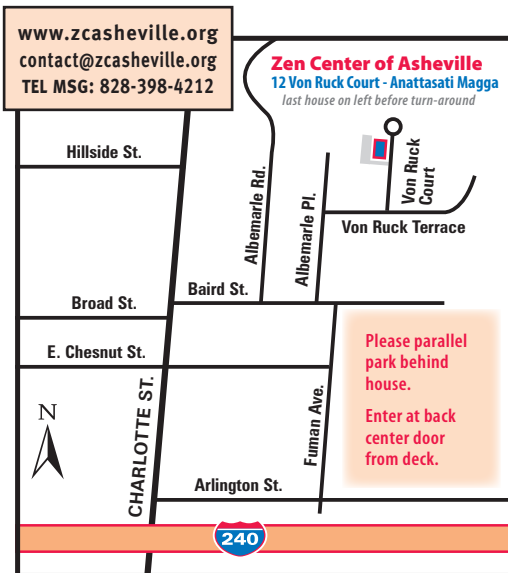 www.zcasheville.org
contact@zcasheville.org
TEL MSG: 828-398-4212
Zen Center of Asheville
12 Von Ruck Court - Anattasati Magga
last house on left before turn-around
Hillside St.
Albemarle Rd.
Albemarle Pl.
Von Ruck
Court
Von Ruck Terrace
Baird St.
Broad St.
E. Chesnut St.
CHARLOTTE ST.
Fuman Ave.
Please parallel
park behind
house.
Enter at back
center door
from deck.
N
Arlington St.
240